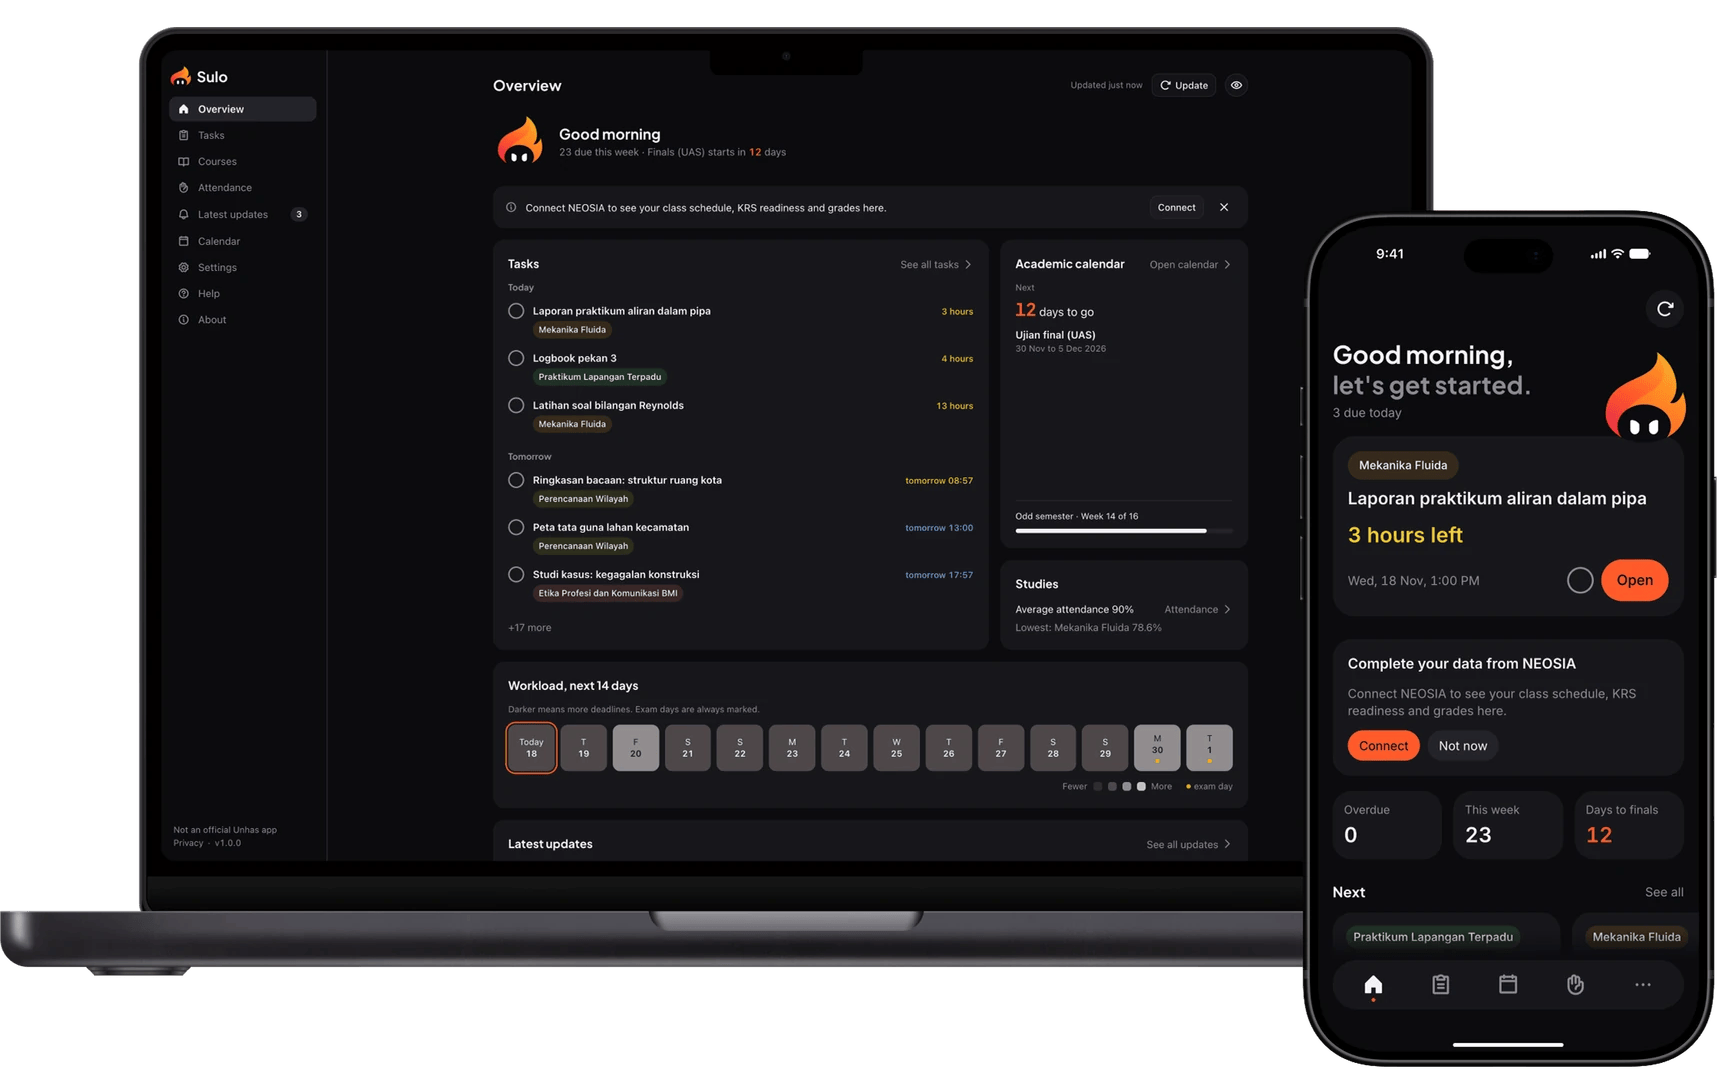 Sulo
Overview
Tasks
Courses
Attendance
Latest updates 3
Calendar
Settings
Help
About
Not an official Unhas app
Privacy · v1.0.0
Overview
Updated just now
Update
Good morning
23 due this week · Finals (UAS) starts in 12 days
Connect NEOSIA to see your class schedule, KRS readiness and grades here.
Connect
Tasks
See all tasks
Today
Laporan praktikum aliran dalam pipa
3 hours
Mekanika Fluida
Logbook pekan 3
4 hours
Praktikum Lapangan Terpadu
Latihan soal bilangan Reynolds
13 hours
Mekanika Fluida
Tomorrow
Ringkasan bacaan: struktur ruang kota
tomorrow 08:57
Perencanaan Wilayah
Peta tata guna lahan kecamatan
tomorrow 13:00
Perencanaan Wilayah
Studi kasus: kegagalan konstruksi
tomorrow 17:57
Etika Profesi dan Komunikasi BMI
+17 more
Academic calendar
Open calendar
Next
12 days to go
Ujian final (UAS)
30 Nov to 5 Dec 2026
Odd semester · Week 14 of 16
Studies
Average attendance 90%
Attendance
Lowest: Mekanika Fluida 78.6%
Workload, next 14 days
Darker means more deadlines. Exam days are always marked.
Today T F S S M T W T F S S M T
18 19 20 21 22 23 24 25 26 27 28 29 30 1
Fewer More exam day
Latest updates
See all updates
9:41
Good morning,
let's get started.
3 due today
Mekanika Fluida
Laporan praktikum aliran dalam pipa
3 hours left
Wed, 18 Nov, 1:00 PM
Open
Complete your data from NEOSIA
Connect NEOSIA to see your class schedule, KRS
readiness and grades here.
Connect
Not now
Overdue
0
This week
23
Days to finals
12
Next
See all
Praktikum Lapangan Terpadu
Mekanika Fluida